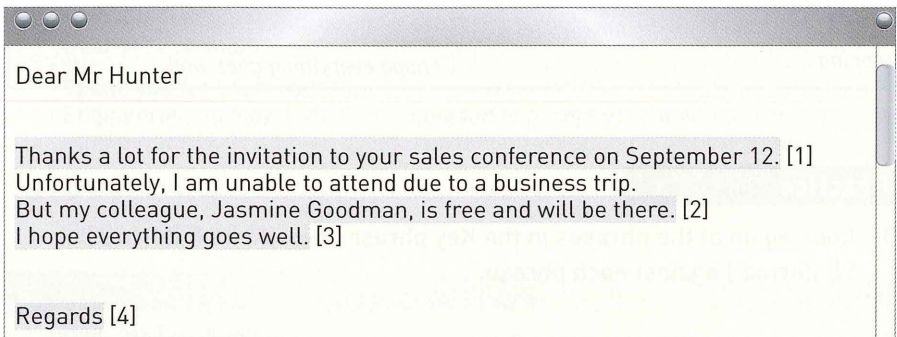 Dear Mr Hunter
Thanks a lot for the invitation to your sales conference on September 12. [1]
Unfortunately, I am unable to attend due to a business trip.
But my colleague, Jasmine Goodman, is free and will be there. [2]
I hope everything goes well. [3]
Regards [4]